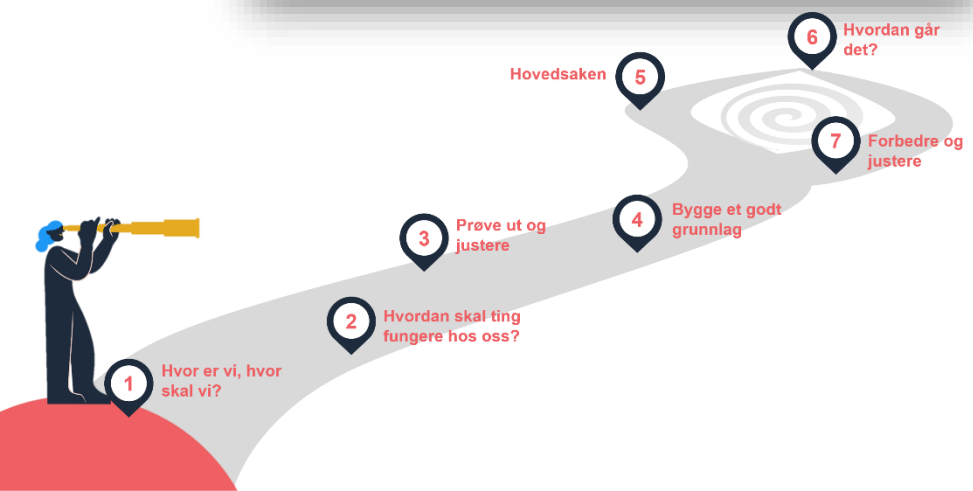 1
Hvor er vi, hvor
skal vi?
2
Hvordan skal ting
fungere hos oss?
3
Prøve ut og
justere
4
Bygge et godt
grunnlag
Hovedsaken
5
6
Hvordan går
det?
7
Forbedre og
justere